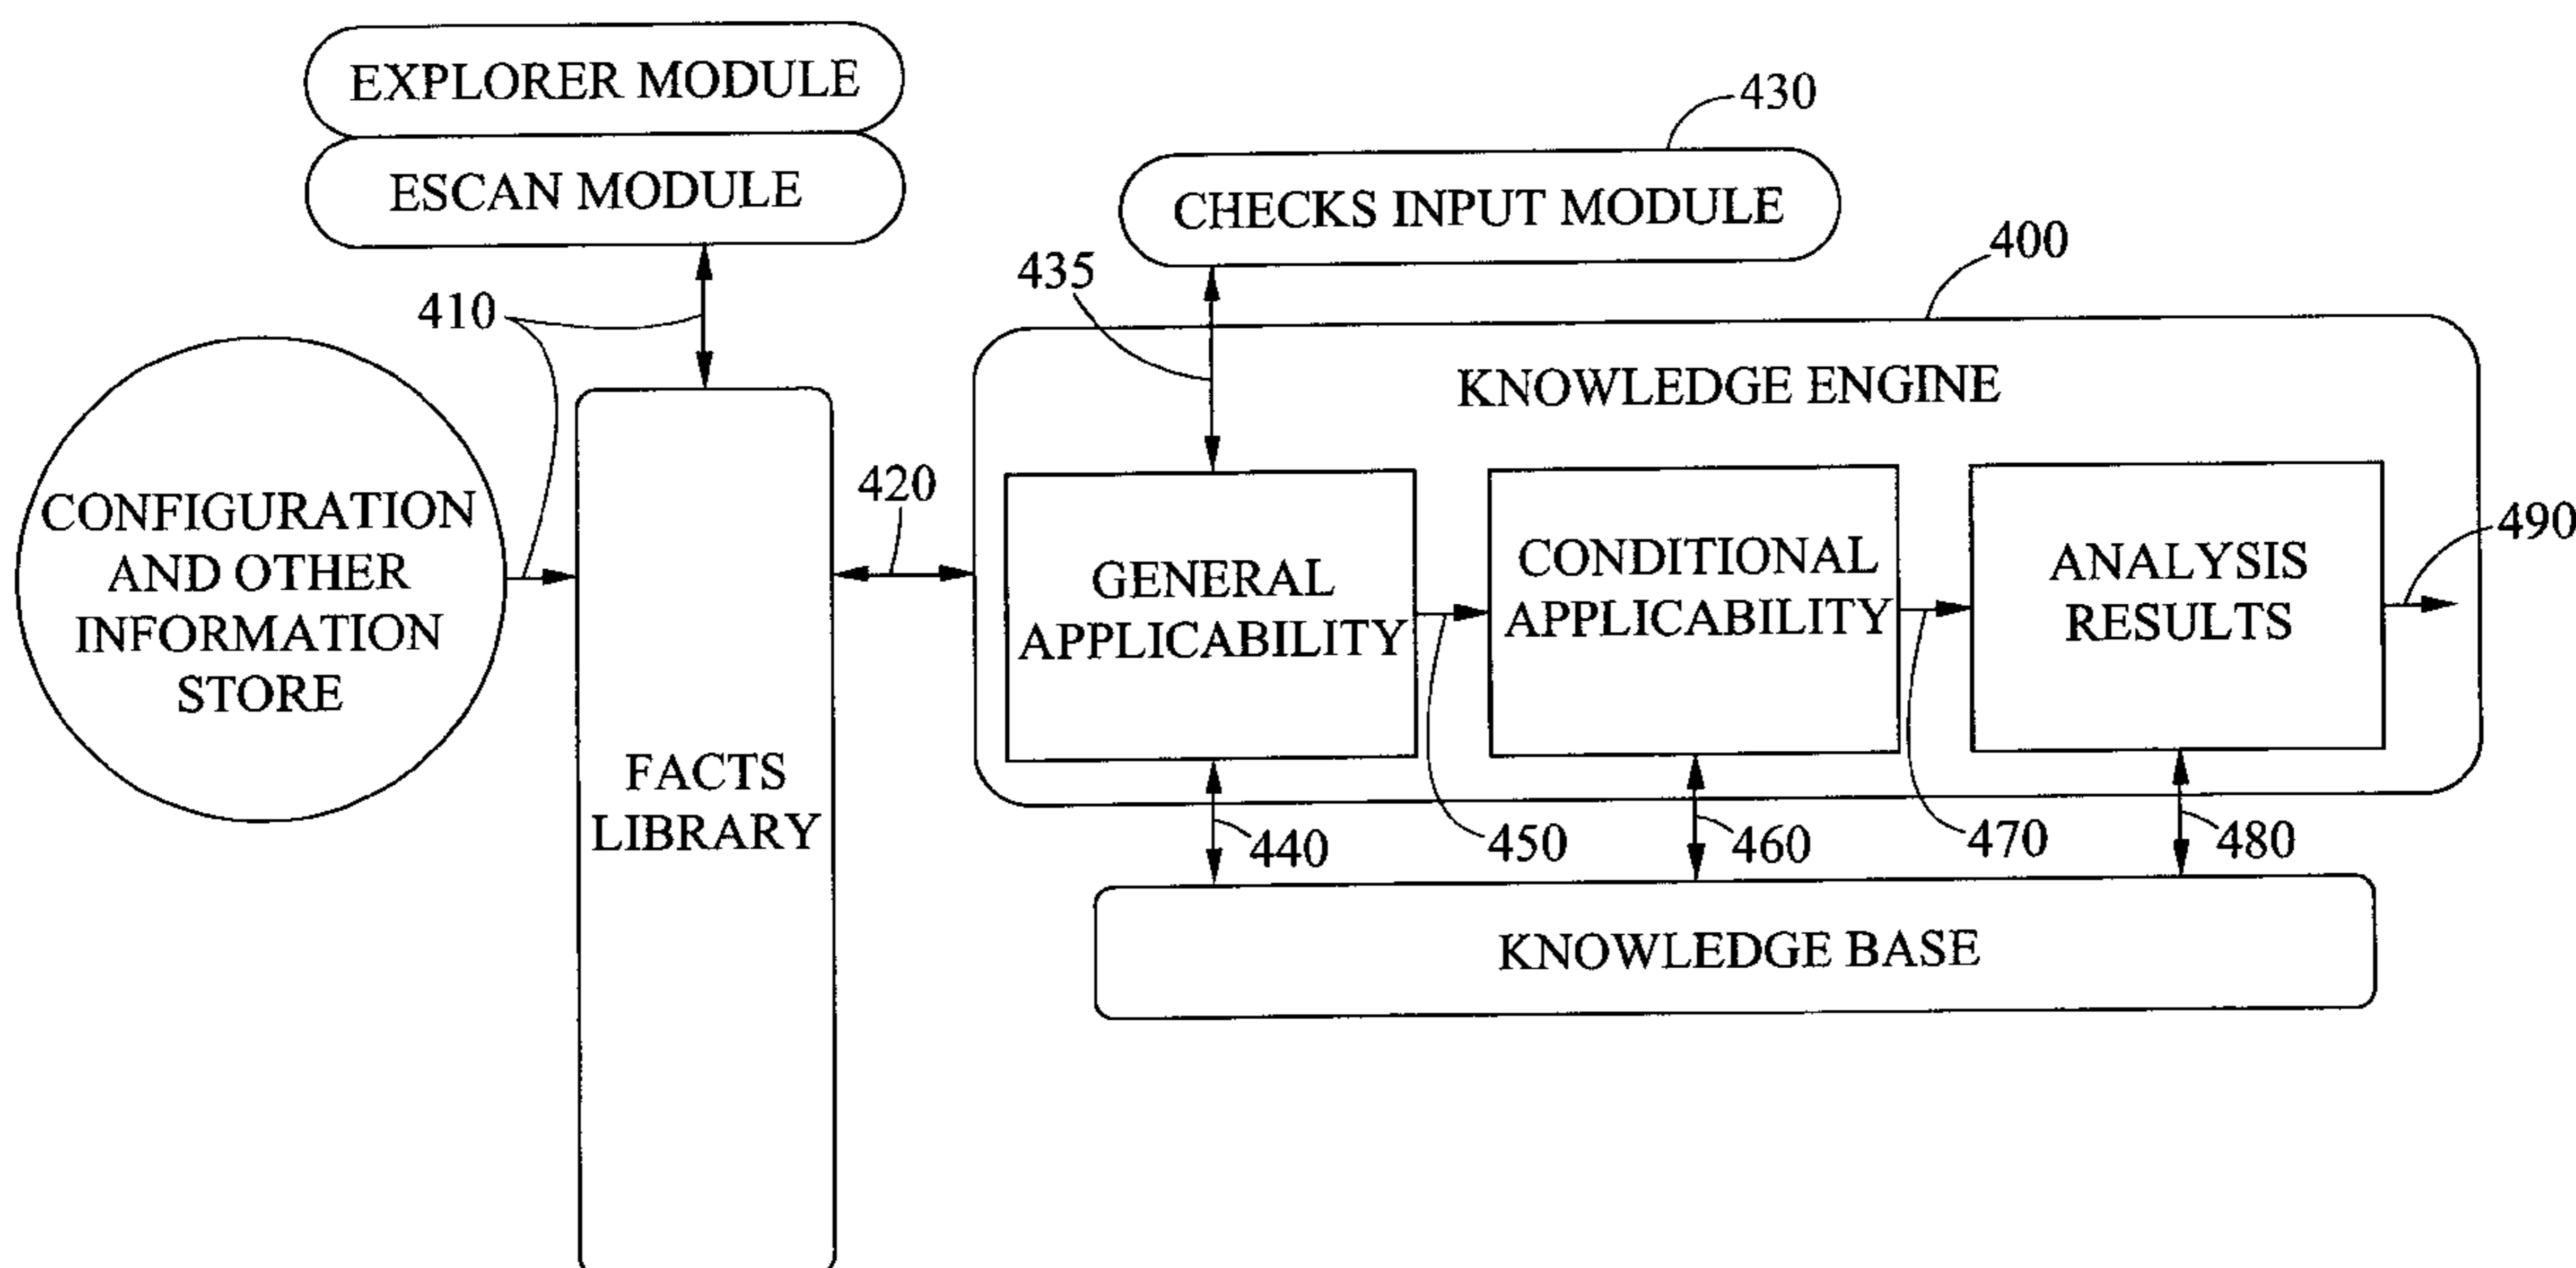 EXPLORER MODULE
ESCAN MODULE
430
CHECKS INPUT MODULE
400
435
410
KNOWLEDGE ENGINE
CONFIGURATION
AND OTHER
INFORMATION
STORE
420
GENERAL
APPLICABILITY
CONDITIONAL
APPLICABILITY
ANALYSIS
RESULTS
490
FACTS
LIBRARY
440
450
460
470
480
KNOWLEDGE BASE